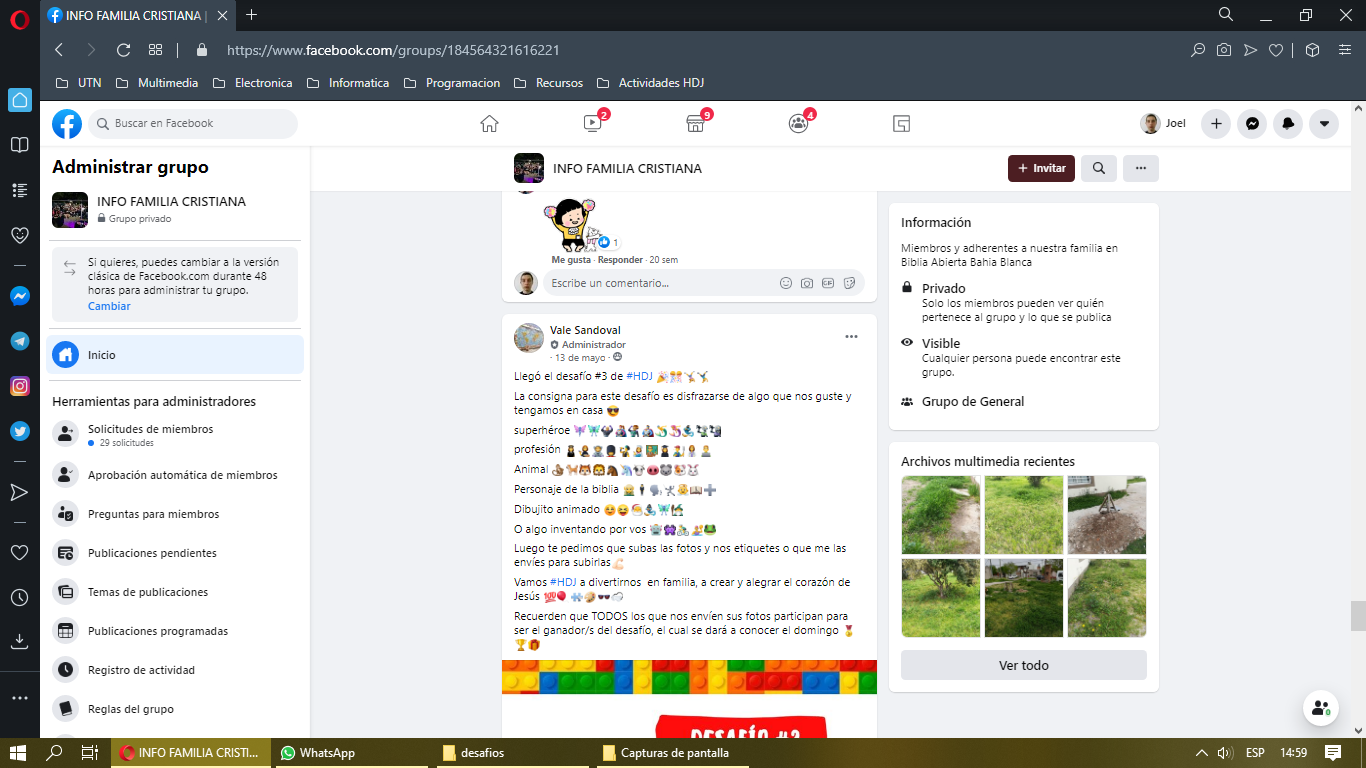 INFO FAMILIA CRISTIANA |
https://www.facebook.com/groups/184564321616221
UTN
Multimedia
Electronica
Informatica
Programacion
Recursos
Actividades HDJ
Buscar en Facebook
2
9
4
Joel
Administrar grupo
INFO FAMILIA CRISTIANA
Grupo privado
Si quieres, puedes cambiar a la versión
clásica de Facebook.com durante 48
horas para administrar tu grupo.
Cambiar
Inicio
Herramientas para administradores
Solicitudes de miembros
29 solicitudes
Aprobación automática de miembros
Preguntas para miembros
Publicaciones pendientes
Temas de publicaciones
Publicaciones programadas
Registro de actividad
Reglas del grupo
INFO FAMILIA CRISTIANA
+ Invitar
1
Me gusta · Responder · 20 sem
Escribe un comentario...
GIF
Vale Sandoval
Administrador
· 13 de mayo ·
Llegó el desafío #3 de #HDJ
La consigna para este desafío es disfrazarse de algo que nos guste y
tengamos en casa
superhéroe
profesión
Animal
Personaje de la biblia
Dibujito animado
O algo inventando por vos
Luego te pedimos que subas las fotos y nos etiquetes o que me las
envíes para subirlas
Vamos #HDJ a divertirnos en familia, a crear y alegrar el corazón de
Jesús
Recuerden que TODOS los que nos envíen sus fotos participan para
ser el ganador/s del desafío, el cual se dará a conocer el domingo
DESAFÍO #3
Información
Miembros y adherentes a nuestra familia en
Biblia Abierta Bahia Blanca
Privado
Solo los miembros pueden ver quién
pertenece al grupo y lo que se publica
Visible
Cualquier persona puede encontrar este
grupo.
Grupo de General
Archivos multimedia recientes
Ver todo
0
INFO FAMILIA CRISTI...
WhatsApp
desafios
Capturas de pantalla
ESP
14:59